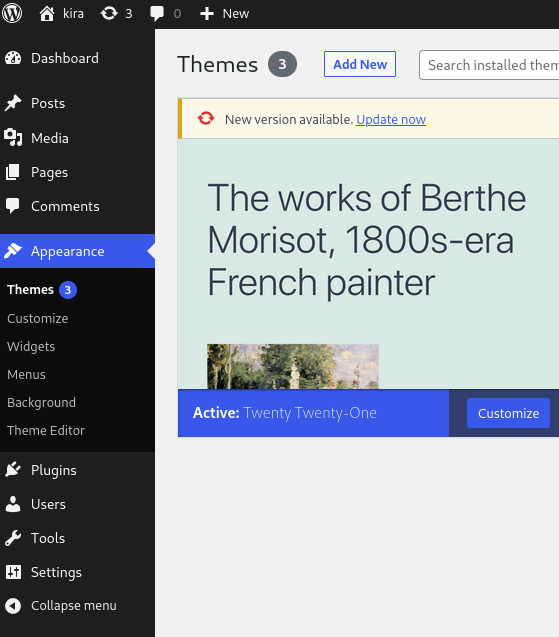 kira 3 0 New
Dashboard
Posts
Media
Pages
Comments
Appearance
Themes 3
Customize
Widgets
Menus
Background
Theme Editor
Plugins
Users
Tools
Settings
Collapse menu
Themes 3 Add New Search installed them
New version available. Update now
The works of Berthe
Morisot, 1800s-era
French painter
Active: Twenty Twenty-One Customize